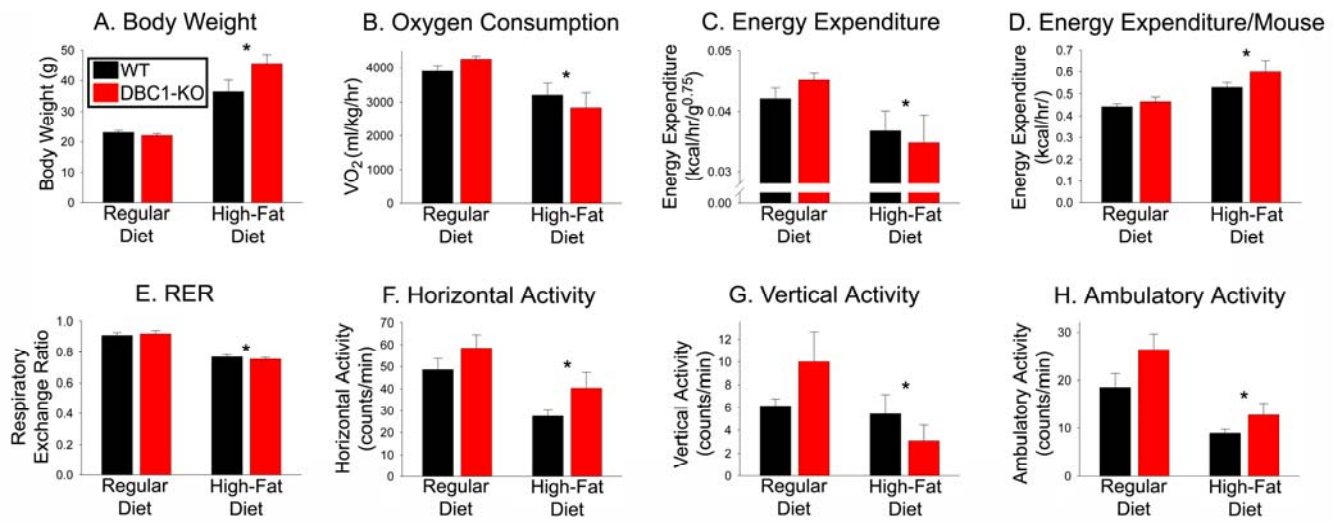 A. Body Weight
Body Weight (g)
50
40
30
20
10
0
*
WT
DBC1-KO
Regular
Diet
High-Fat
Diet
B. Oxygen Consumption
VO2 (ml/kg/hr)
4000
3000
2000
1000
0
*
Regular
Diet
High-Fat
Diet
C. Energy Expenditure
Energy Expenditure
(kcal/hr/g0.75)
0.05
0.04
0.03
0.00
*
Regular
Diet
High-Fat
Diet
D. Energy Expenditure/Mouse
Energy Expenditure
(kcal/hr/)
0.7
0.6
0.5
0.4
0.3
0.2
0.1
0.0
*
Regular
Diet
High-Fat
Diet
E. RER
Respiratory
Exchange Ratio
1.0
0.8
0.6
0.4
0.2
0.0
*
Regular
Diet
High-Fat
Diet
F. Horizontal Activity
Horizontal Activity
(counts/min)
70
60
50
40
30
20
10
0
*
Regular
Diet
High-Fat
Diet
G. Vertical Activity
Vertical Activity
(counts/min)
12
10
8
6
4
2
0
*
Regular
Diet
High-Fat
Diet
H. Ambulatory Activity
Ambulatory Activity
(counts/min)
30
20
10
0
*
Regular
Diet
High-Fat
Diet